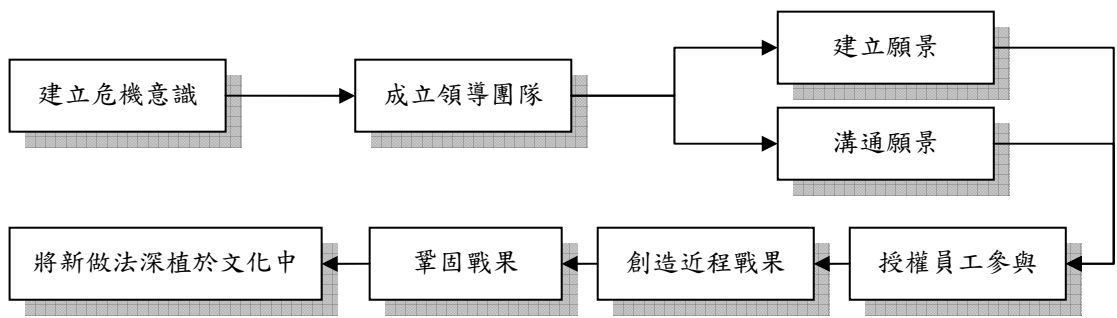 建立危機意識
成立領導團隊
建立願景
溝通願景
授權員工參與
創造近程戰果
鞏固戰果
將新做法深植於文化中